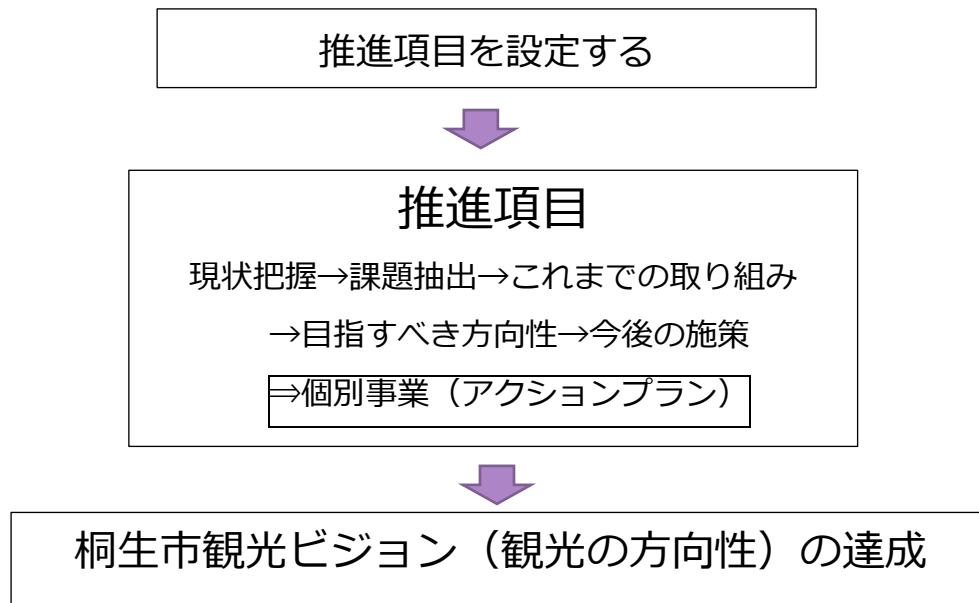 推進項目を設定する
推進項目
現状把握→課題抽出→これまでの取り組み
→目指すべき方向性→今後の施策
⇒個別事業（アクションプラン）
桐生市観光ビジョン（観光の方向性）の達成